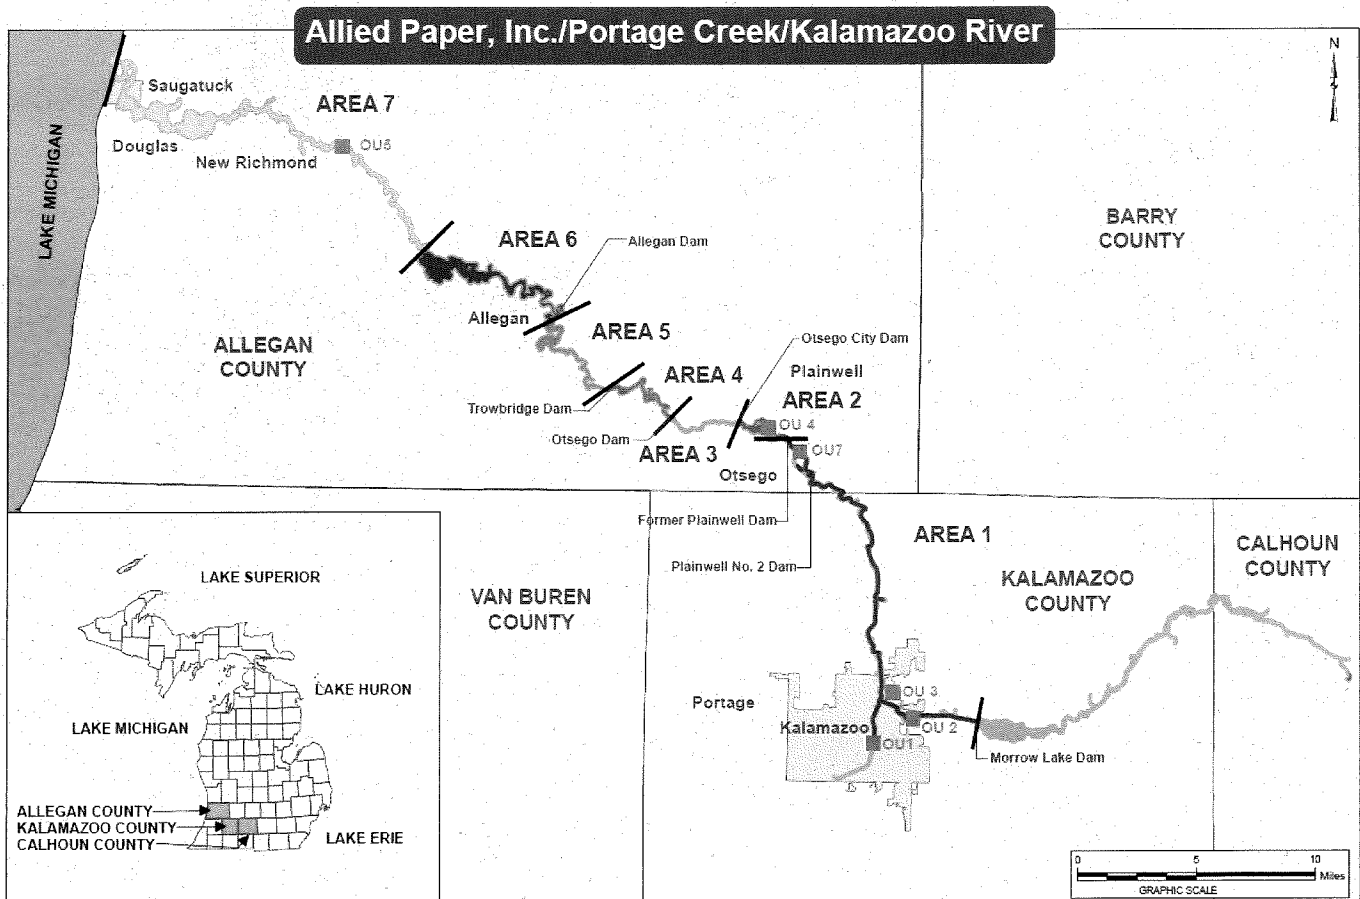 Allied Paper, Inc./Portage Creek/Kalamazoo River
N
Saugatuck
AREA 7
Douglas
New Richmond
OU5
LAKE MICHIGAN
AREA 6
Allegan Dam
BARRY
COUNTY
Allegan
AREA 5
ALLEGAN
COUNTY
Otsego City Dam
AREA 4
Plainwell
Trowbridge Dam
AREA 2
OU 4
Otsego Dam
AREA 3
OU7
Otsego
Former Plainwell Dam
AREA 1
Plainwell No. 2 Dam
CALHOUN
COUNTY
KALAMAZOO
COUNTY
VAN BUREN
COUNTY
LAKE SUPERIOR
LAKE HURON
LAKE MICHIGAN
Portage
OU 3
Kalamazoo
OU 2
OU1
Morrow Lake Dam
ALLEGAN COUNTY
KALAMAZOO COUNTY
CALHOUN COUNTY
LAKE ERIE
0 5 10
Miles
GRAPHIC SCALE